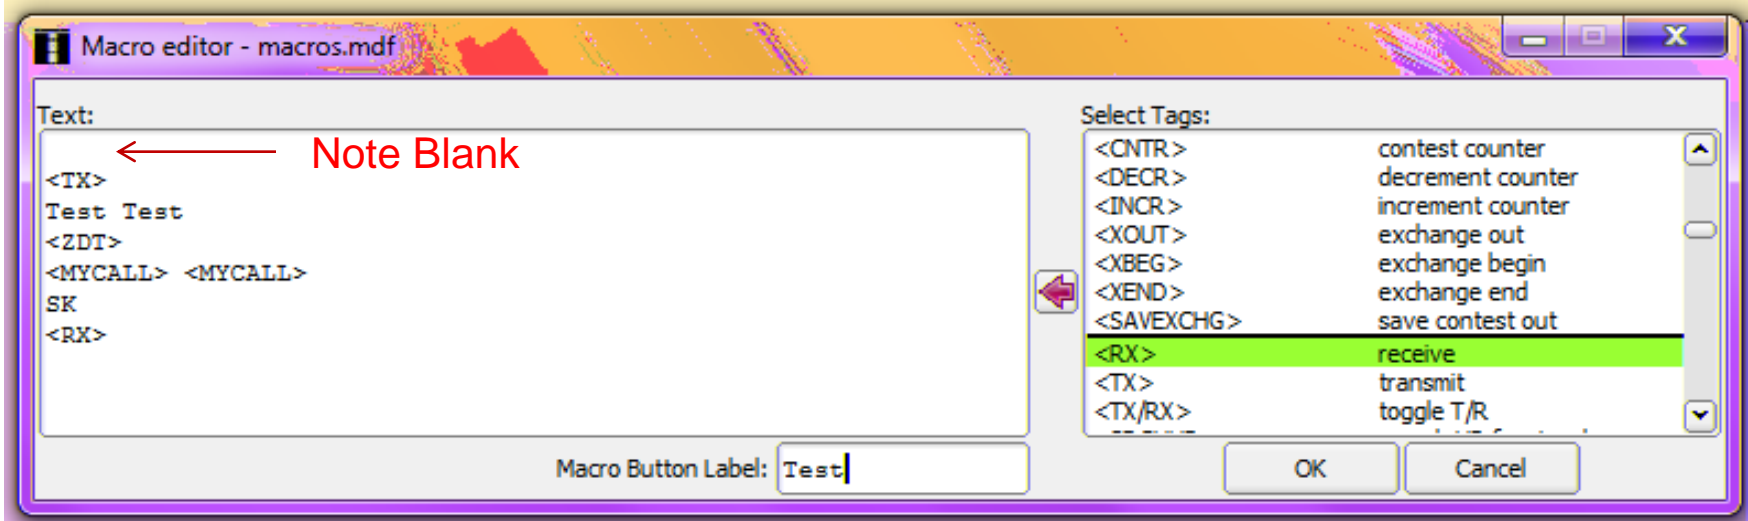 Macro editor - macros.mdf
Text:
Note Blank
<TX>
Test Test
<ZDT>
<MYCALL> <MYCALL>
SK
<RX>
Select Tags:
<CNTR> contest counter
<DECR> decrement counter
<INCR> increment counter
<XOUT> exchange out
<XBEG> exchange begin
<XEND> exchange end
<SAVEXCHG> save contest out
<RX> receive
<TX> transmit
<TX/RX> toggle T/R
Macro Button Label: Test
OK Cancel